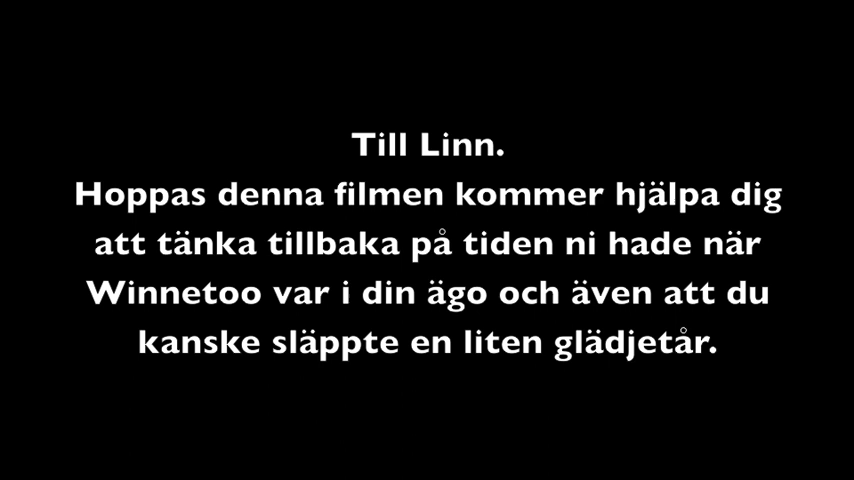 Till Linn.
Hoppas denna filmen kommer hjälpa dig
att tänka tillbaka på tiden ni hade när
Winnetoo var i din ägo och även att du
kanske släppte en liten glädjetår.